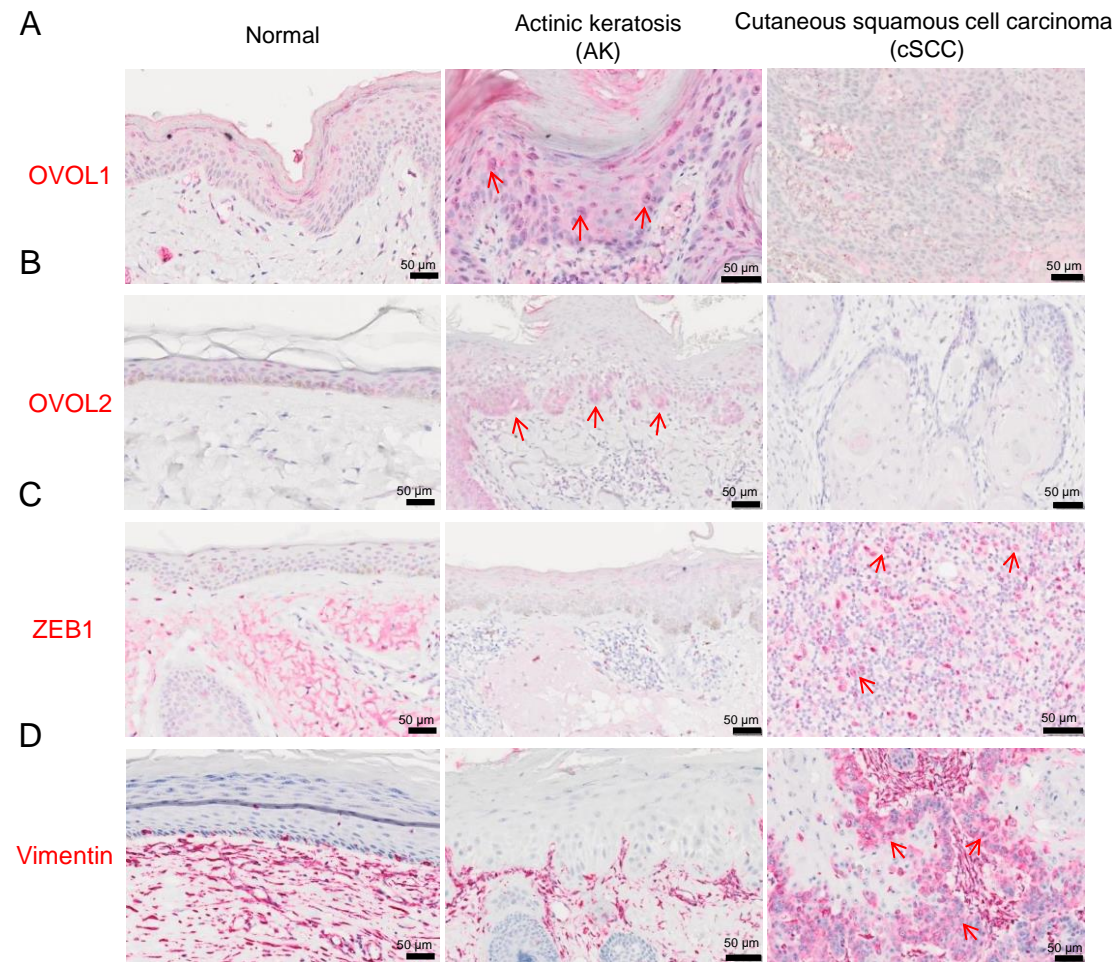 A
Normal
Actinic keratosis
(AK)
Cutaneous squamous cell carcinoma
(cSCC)
OVOL1
50 µm
50 µm
50 µm
B
OVOL2
50 µm
50 µm
50 µm
C
ZEB1
50 µm
50 µm
50 µm
D
Vimentin
50 µm
50 µm
50 µm